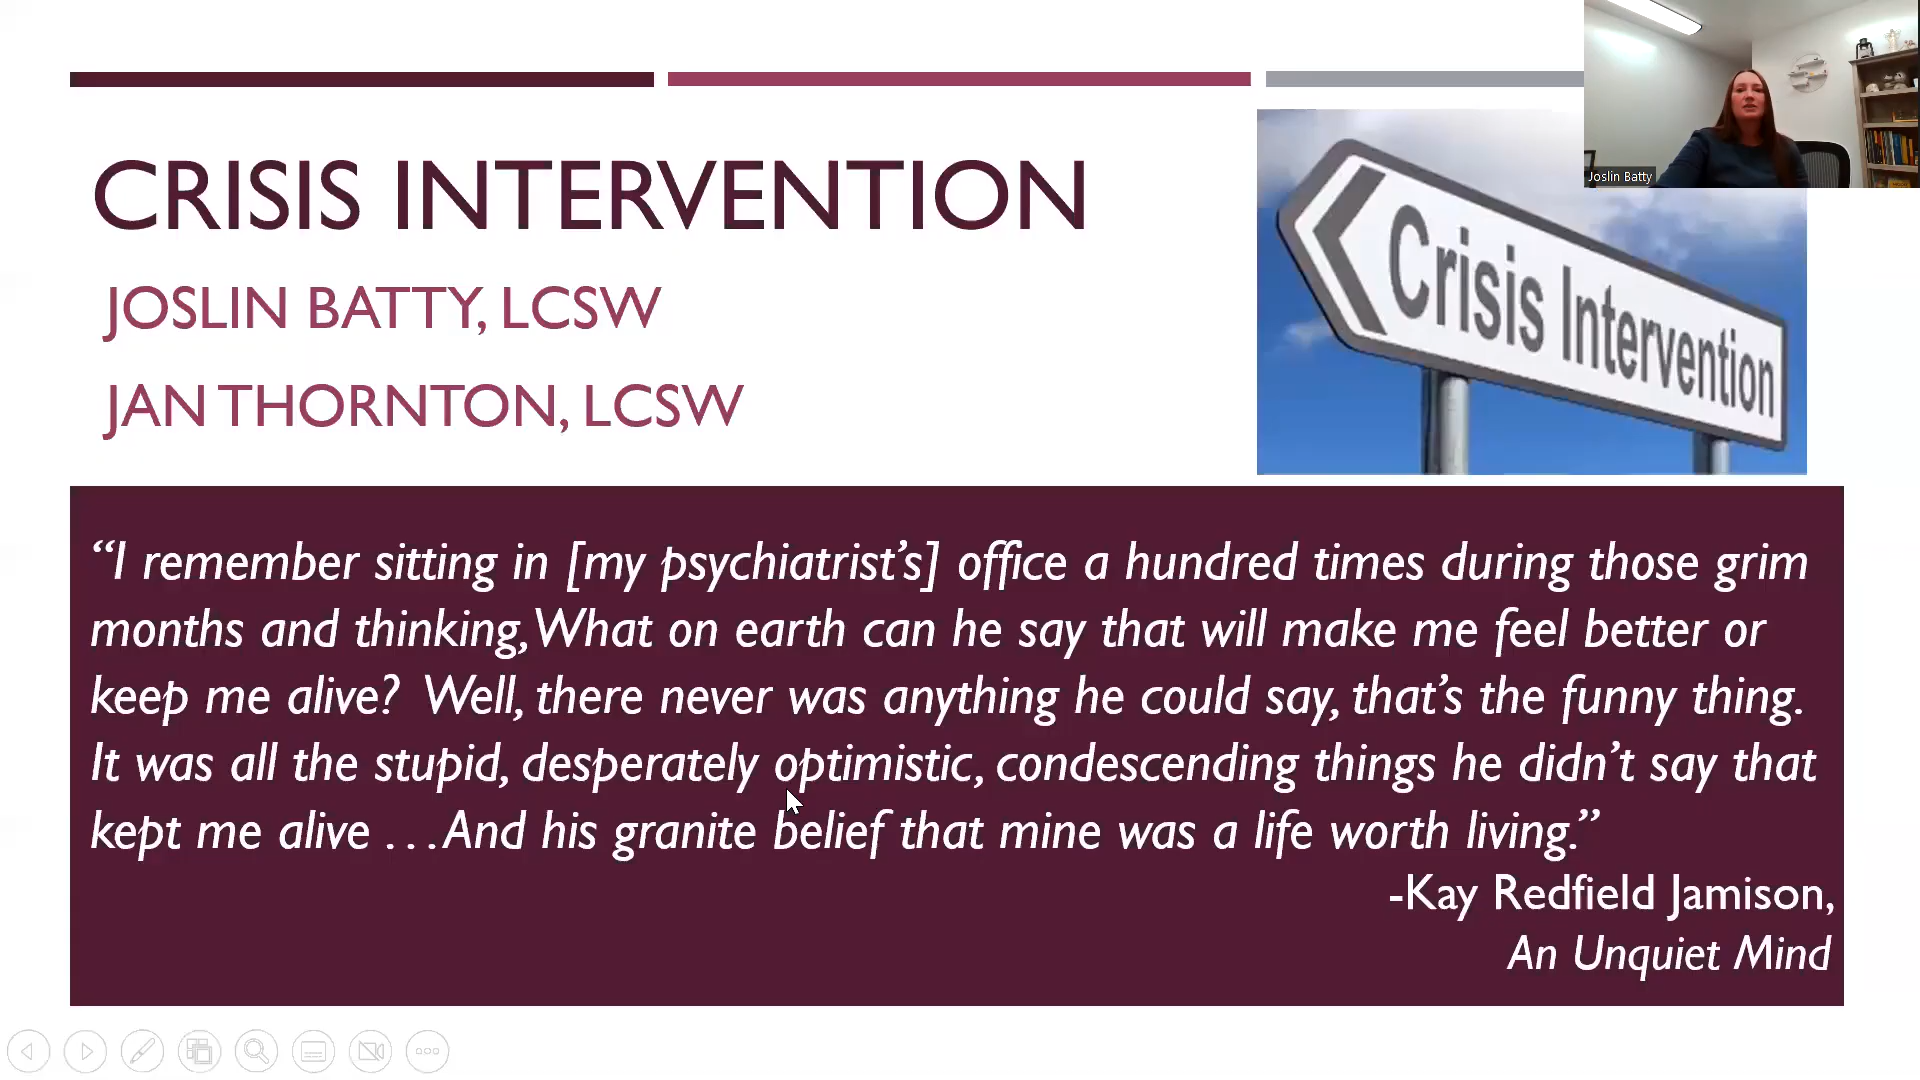 CRISIS INTERVENTION
JOSLIN BATTY, LCSW
JAN THORNTON, LCSW
Crisis Intervention
Joslin Batty
“I remember sitting in [my psychiatrist’s] office a hundred times during those grim
months and thinking, What on earth can he say that will make me feel better or
keep me alive? Well, there never was anything he could say, that’s the funny thing.
It was all the stupid, desperately optimistic, condescending things he didn’t say that
kept me alive . . . And his granite belief that mine was a life worth living.”
-Kay Redfield Jamison,
An Unquiet Mind